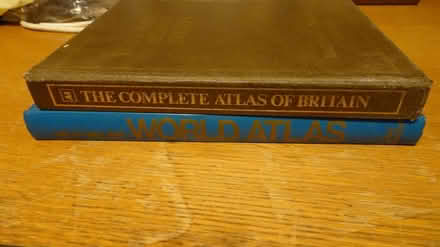 THE COMPLETE ATLAS OF BRITAIN
WORLD ATLAS